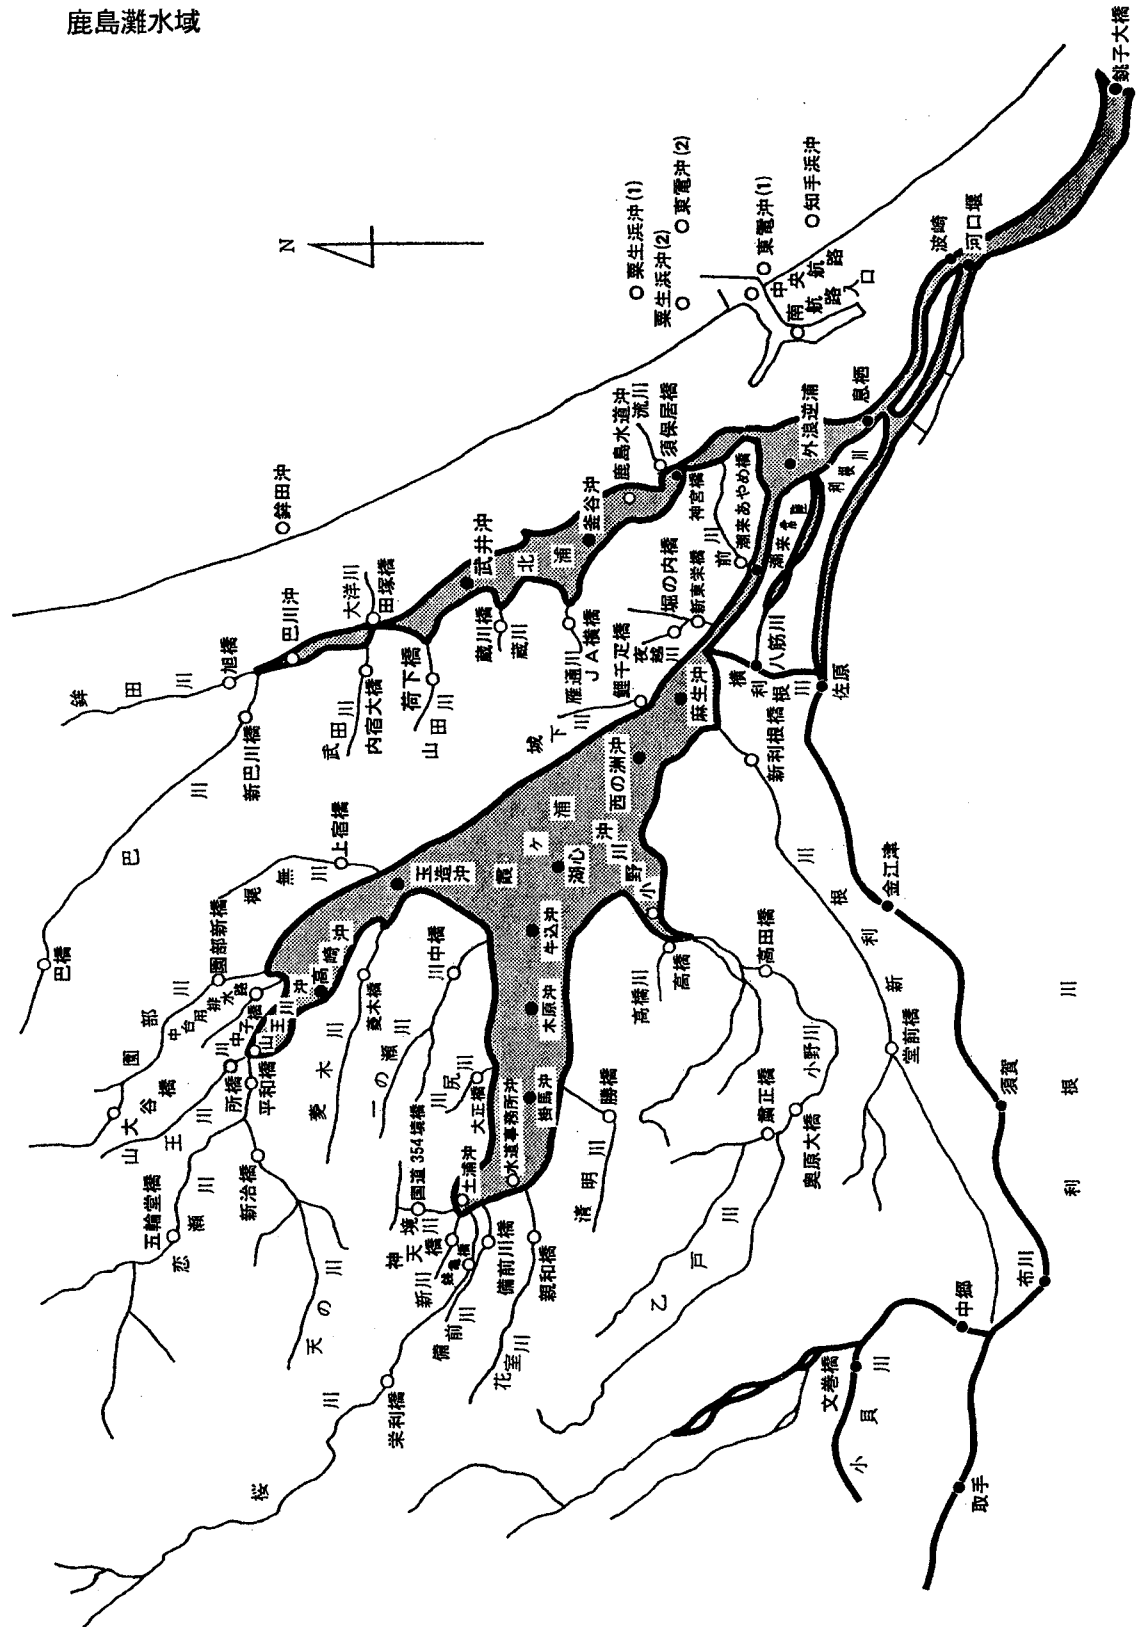 鹿島灘水域
銚子大橋
N
粟生浜沖(1)
粟生浜沖(2)
東電沖(2)
東電沖(1)
知手浜沖
中央航路
南航路入口
波崎
河口堰
息栖
外浪逆浦
鹿島水道沖
流川
須保居橋
神宮橋
鉾田沖
釜谷沖
武井沖
北浦
大洋川
田塚橋
巴川沖
旭橋
鉾田川
新巴川橋
巴川
巴橋
内宿大橋
武田川
荷下橋
山田川
蔵川橋
蔵川
JA横橋
雁通川
鯉千疋橋
城下川
夜越川
堀の内橋
新東栄橋
前川
潮来あやめ橋
潮来
常陸利根川
八筋川
横利根川
佐原
麻生沖
新利根橋
西の洲沖
霞ヶ浦
湖心
小野川沖
玉造沖
上宿橋
梶無川
園部新橋
園部川
中台用排水路
高崎沖
山王川沖
中子橋
所橋
平和橋
大谷橋
山王川
五輪堂橋
恋瀬川
新治橋
天の川
菱木橋
菱木川
川中橋
一の瀬川
川尻川
大正橋
国道354境橋
境川
神天橋
新川
土浦沖
水道事務所沖
掛馬沖
木原沖
牛込沖
備前川橋
備前川
親和橋
花室川
栄利橋
桜川
勝橋
清明川
高橋川
高橋
高田橋
小野川
粛正橋
奥原大橋
乙戸川
堂前橋
新利根川
金江津
須賀
布川
利根川
中郷
文巻橋
小貝川
取手